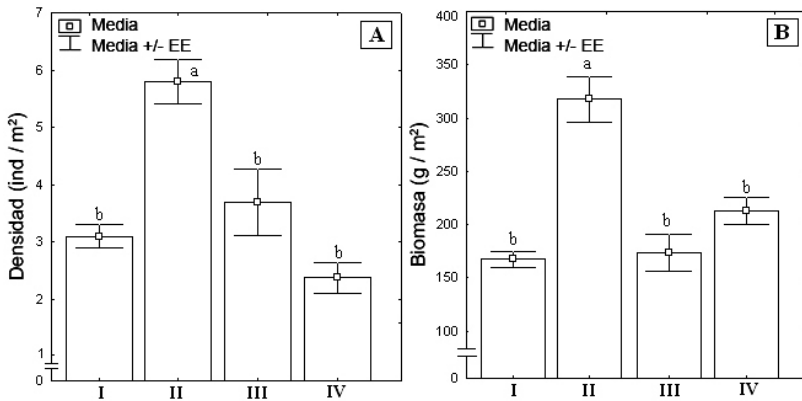 Media
Media +/- EE
A
Densidad (ind / m²)
7
6
5
4
3
2
1
0
a
b
b
b
I
II
III
IV
Media
Media +/- EE
B
Biomasa (g / m²)
400
350
300
250
200
150
100
0
a
b
b
b
I
II
III
IV